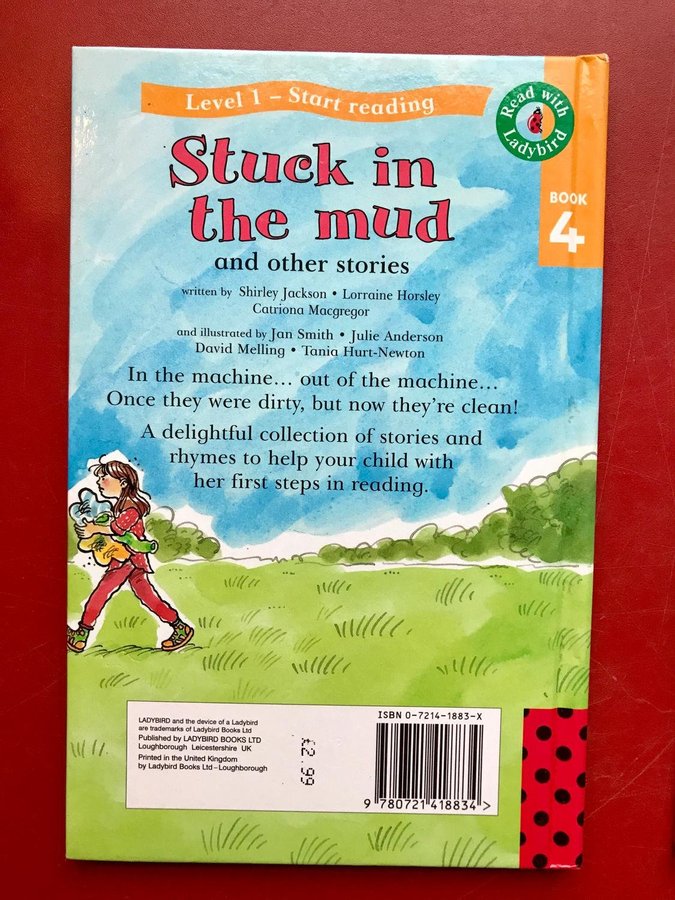 Level 1 – Start reading
Read with
Ladybird
BOOK
4
Stuck in
the mud
and other stories
written by Shirley Jackson • Lorraine Horsley
Catriona Macgregor
and illustrated by Jan Smith • Julie Anderson
David Melling • Tania Hurt-Newton
In the machine... out of the machine...
Once they were dirty, but now they're clean!
A delightful collection of stories and
rhymes to help your child with
her first steps in reading.
LADYBIRD and the device of a Ladybird
are trademarks of Ladybird Books Ltd
Published by LADYBIRD BOOKS LTD
Loughborough Leicestershire UK
Printed in the United Kingdom
by Ladybird Books Ltd – Loughborough
£2.99
ISBN 0-7214-1883-X
9 780721 418834 >